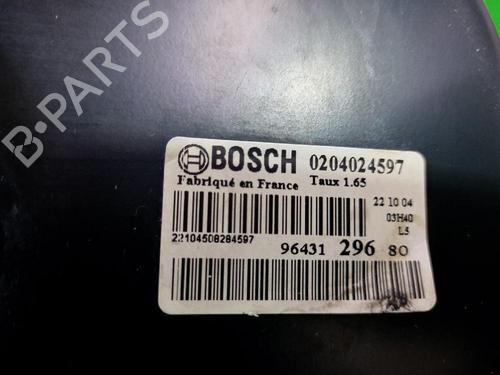 B-PARTS
BOSCH 0204024597
Fabriqué en France Taux 1.65
22 10 04
03H40
L5
22104508284597
96431 296 80